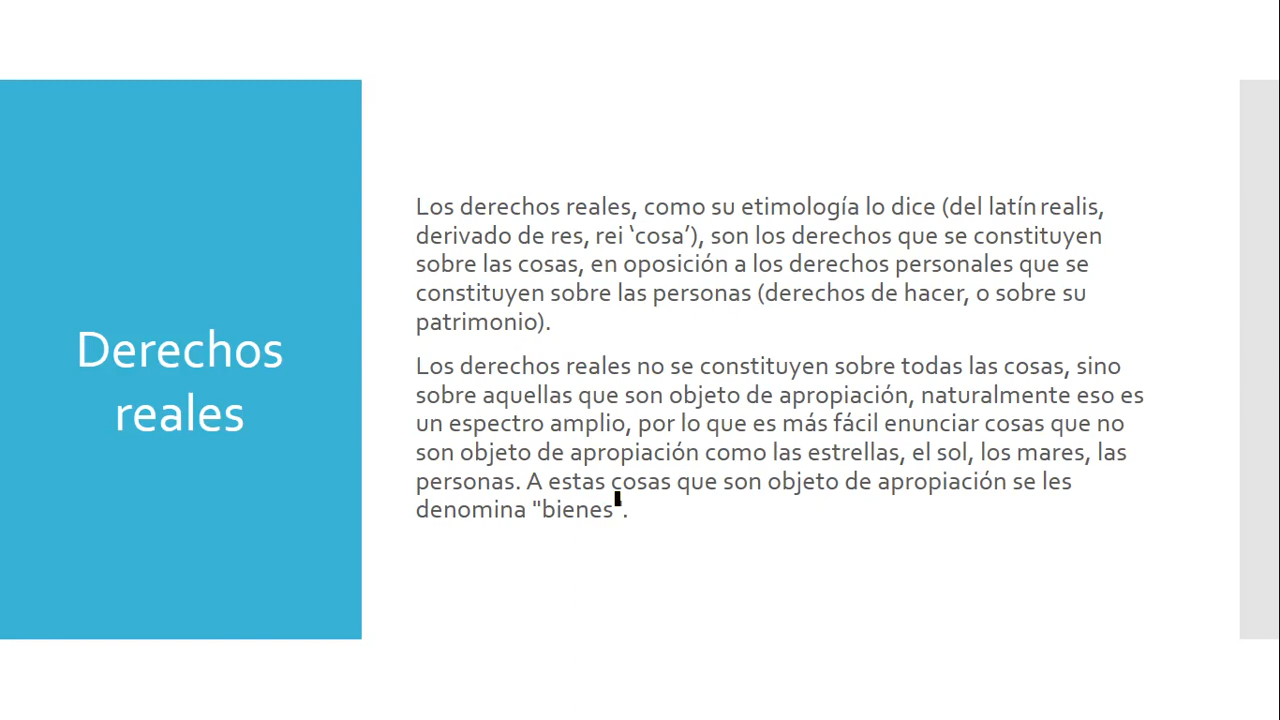 Derechos
reales
Los derechos reales, como su etimología lo dice (del latín realis,
derivado de res, rei ‘cosa’), son los derechos que se constituyen
sobre las cosas, en oposición a los derechos personales que se
constituyen sobre las personas (derechos de hacer, o sobre su
patrimonio).
Los derechos reales no se constituyen sobre todas las cosas, sino
sobre aquellas que son objeto de apropiación, naturalmente eso es
un espectro amplio, por lo que es más fácil enunciar cosas que no
son objeto de apropiación como las estrellas, el sol, los mares, las
personas. A estas cosas que son objeto de apropiación se les
denomina "bienes".